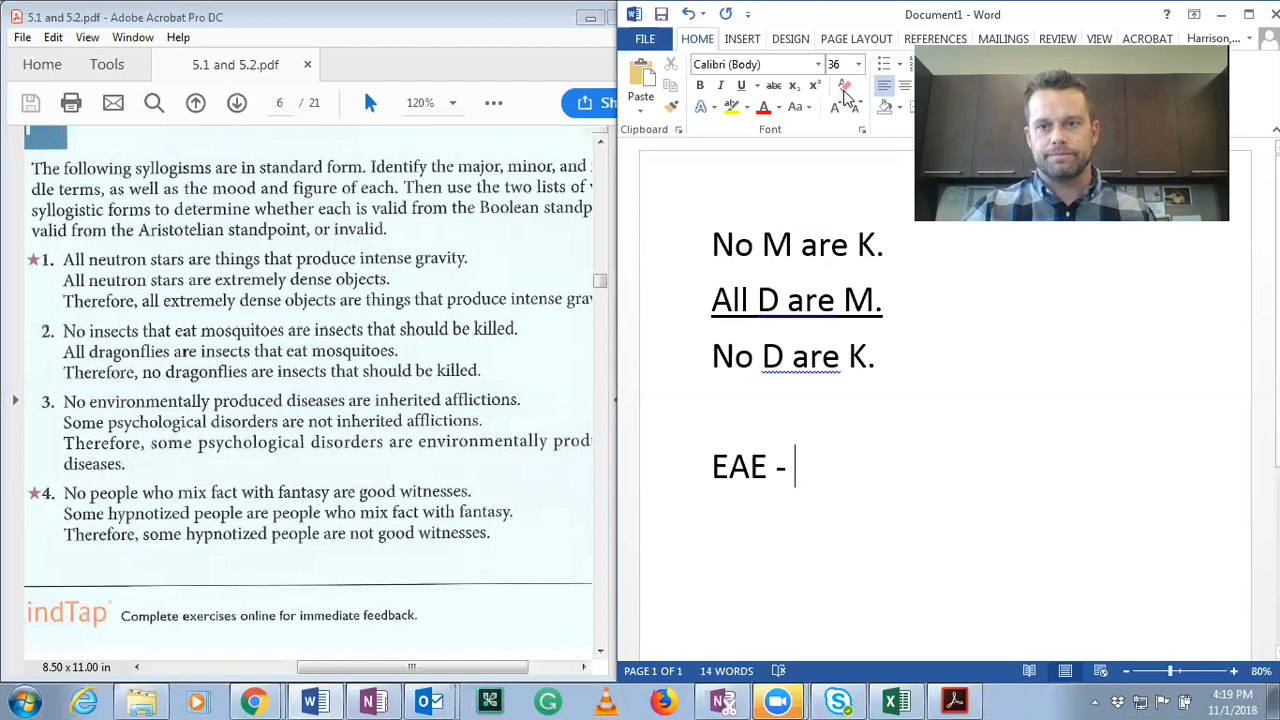 5.1 and 5.2.pdf - Adobe Acrobat Pro DC
File Edit View Window Help
Home Tools 5.1 and 5.2.pdf ×
6 / 21 120% Sh
The following syllogisms are in standard form. Identify the major, minor, and
dle terms, as well as the mood and figure of each. Then use the two lists of
syllogistic forms to determine whether each is valid from the Boolean standp
valid from the Aristotelian standpoint, or invalid.
★1. All neutron stars are things that produce intense gravity.
All neutron stars are extremely dense objects.
Therefore, all extremely dense objects are things that produce intense gra
2. No insects that eat mosquitoes are insects that should be killed.
All dragonflies are insects that eat mosquitoes.
Therefore, no dragonflies are insects that should be killed.
3. No environmentally produced diseases are inherited afflictions.
Some psychological disorders are not inherited afflictions.
Therefore, some psychological disorders are environmentally prod
diseases.
★4. No people who mix fact with fantasy are good witnesses.
Some hypnotized people are people who mix fact with fantasy.
Therefore, some hypnotized people are not good witnesses.
indTap Complete exercises online for immediate feedback.
8.50 x 11.00 in
Document1 - Word
FILE HOME INSERT DESIGN PAGE LAYOUT REFERENCES MAILINGS REVIEW VIEW ACROBAT Harrison,...
Paste Calibri (Body) 36
B I U abc x₂ x²
A ab A Aa A A
Clipboard Font
No M are K.
All D are M.
No D are K.
EAE -
PAGE 1 OF 1 14 WORDS 80%
4:19 PM
11/1/2018